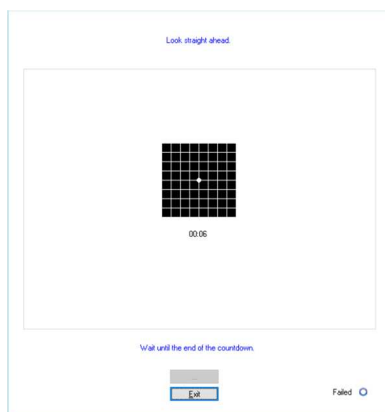 Look straight ahead.
00:06
Wait until the end of the countdown.
Exit
Failed